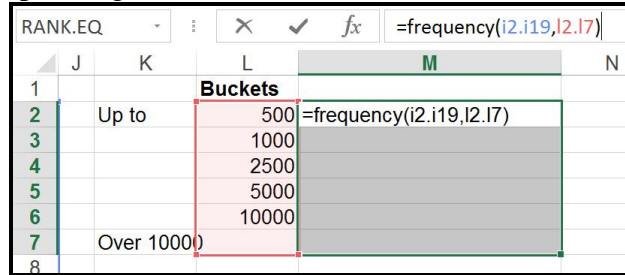 RANK.EQ fx =frequency(i2.i19,l2.l7)
J K L M N
1 Buckets
2 Up to 500 =frequency(i2.i19,l2.l7)
3 1000
4 2500
5 5000
6 10000
7 Over 10000
8